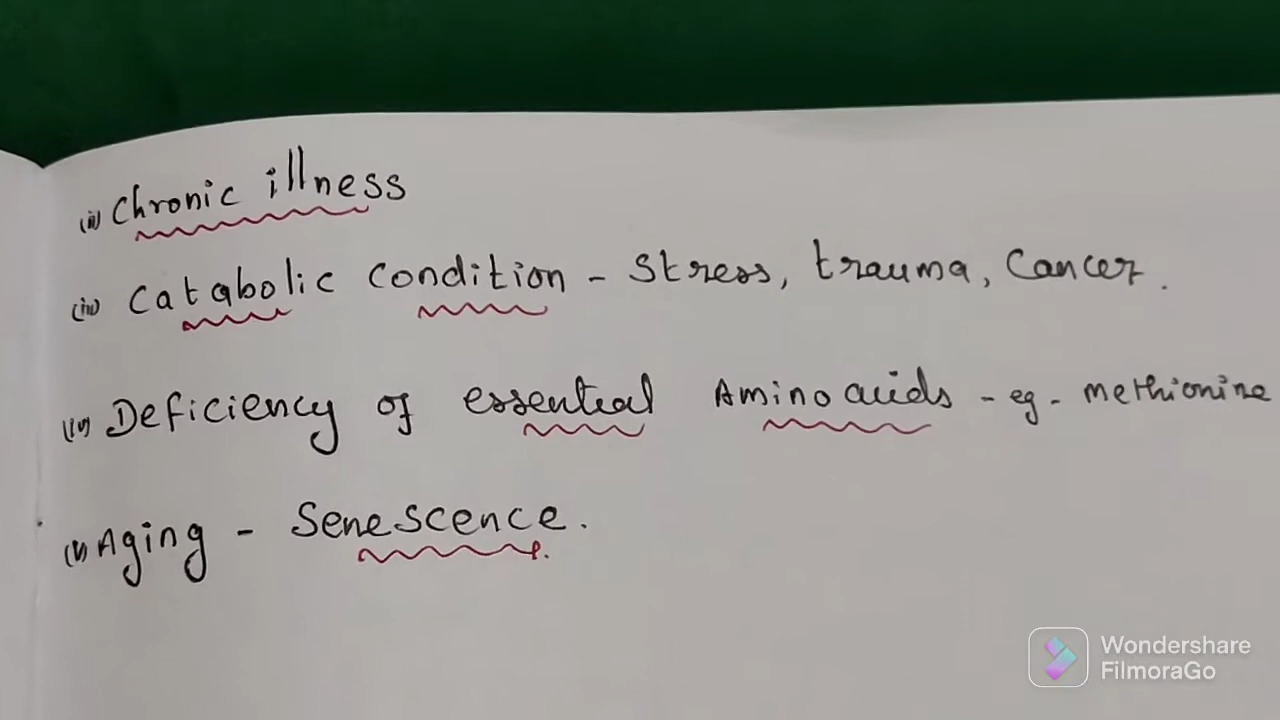 (ii) Chronic illness
(iii) Catabolic condition - Stress, trauma, Cancer.
(iv) Deficiency of essential Amino acids - eg - methionine
(v) Aging - Senescence.
Wondershare
FilmoraGo